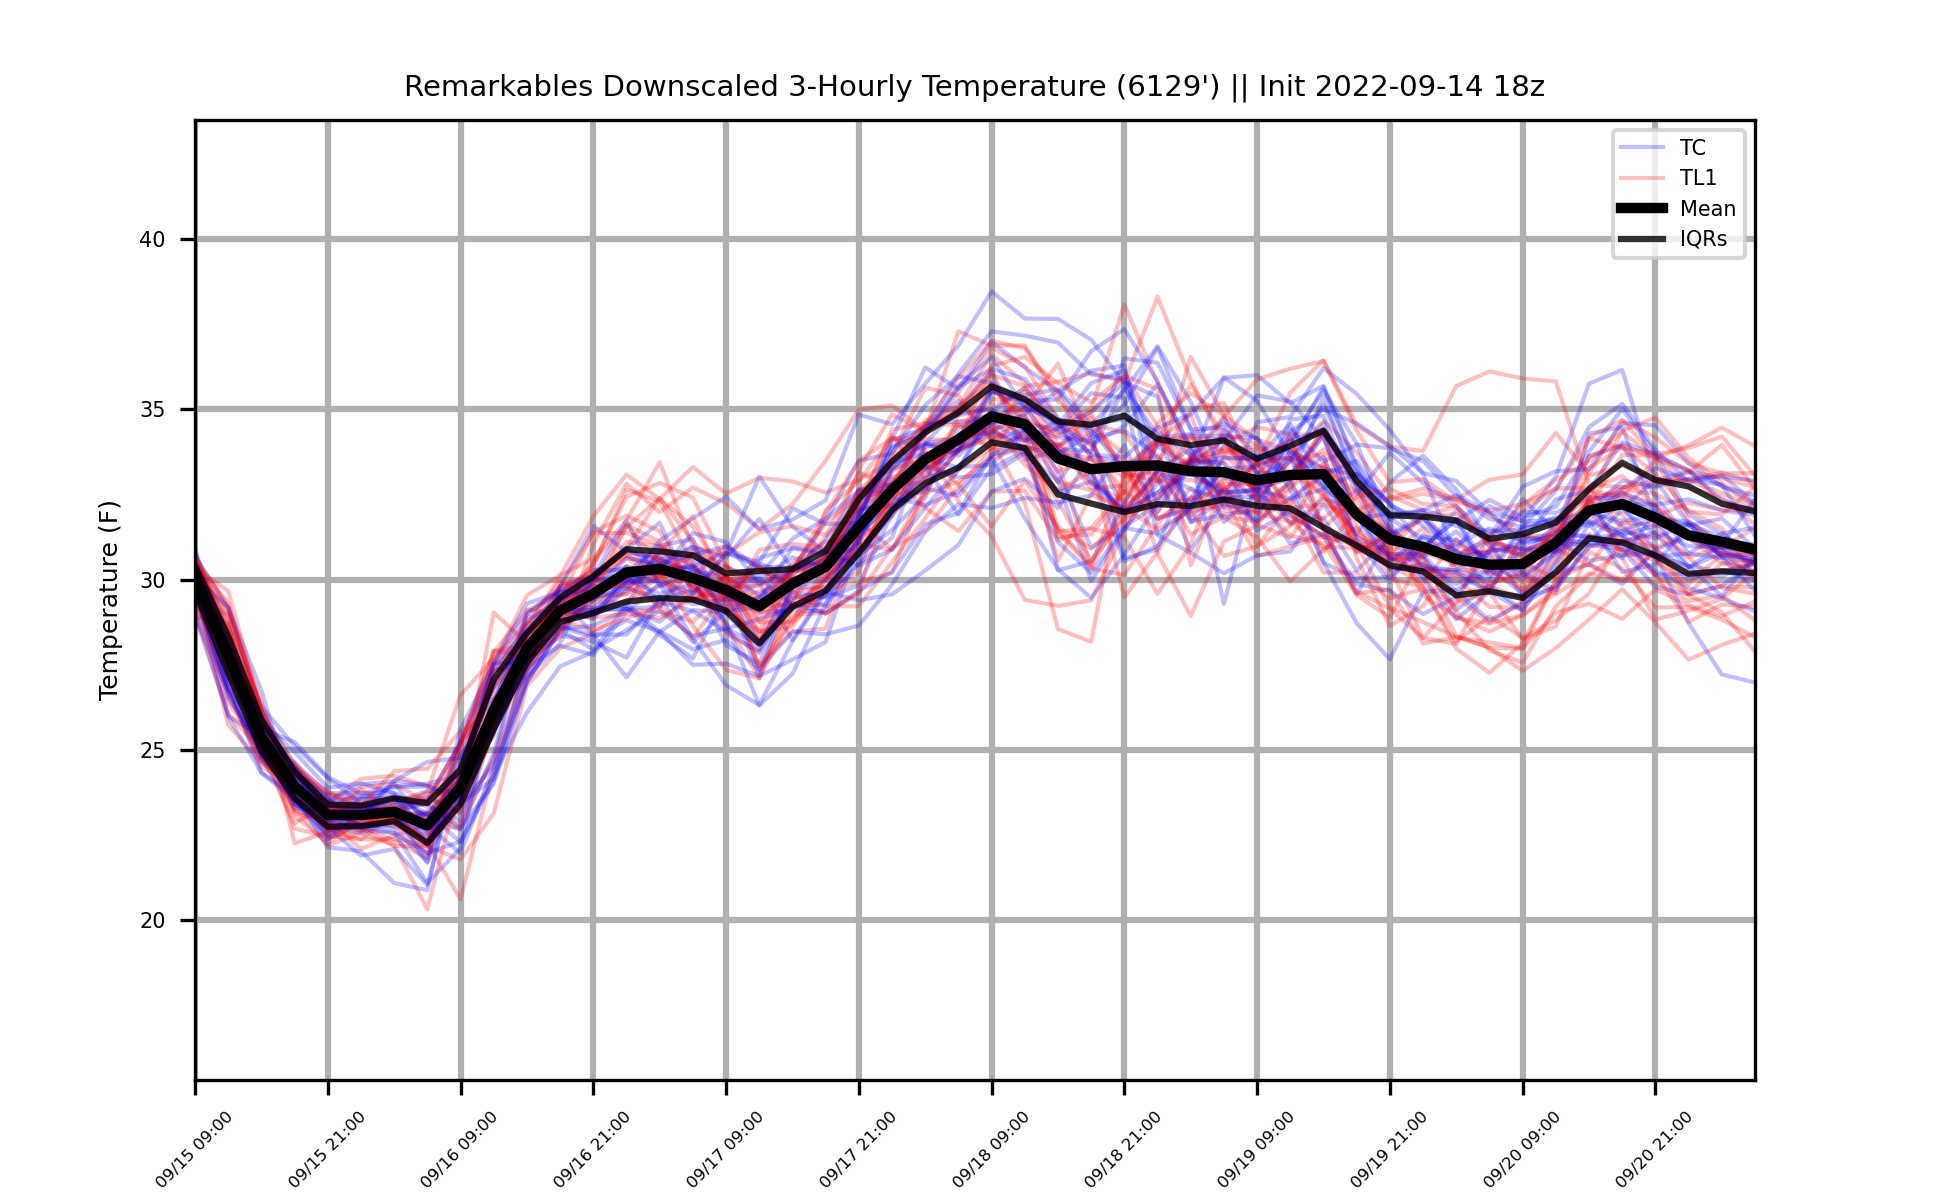 Remarkables Downscaled 3-Hourly Temperature (6129') || Init 2022-09-14 18z
TC
TL1
Mean
IQRs
Temperature (F)
40
35
30
25
20
09/15 09:00
09/15 21:00
09/16 09:00
09/16 21:00
09/17 09:00
09/17 21:00
09/18 09:00
09/18 21:00
09/19 09:00
09/19 21:00
09/20 09:00
09/20 21:00